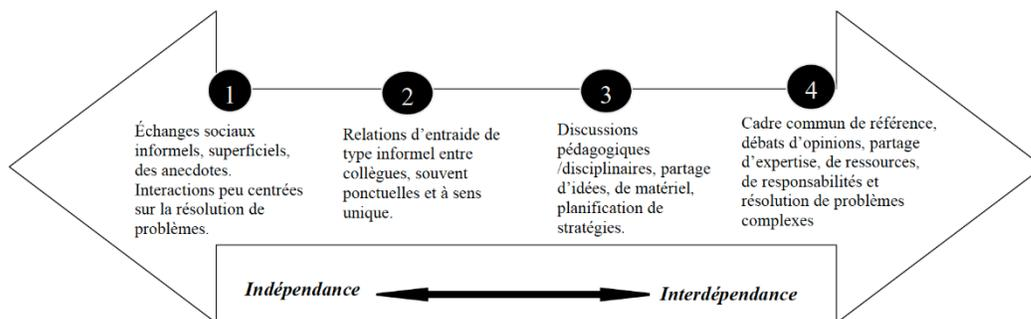 1
2
3
4
Échanges sociaux
informels, superficiels,
des anecdotes.
Interactions peu centrées
sur la résolution de
problèmes.
Relations d’entraide de
type informel entre
collègues, souvent
ponctuelles et à sens
unique.
Discussions
pédagogiques
/disciplinaires, partage
d’idées, de matériel,
planification de
stratégies.
Cadre commun de référence,
débats d’opinions, partage
d’expertise, de ressources,
de responsabilités et
résolution de problèmes
complexes
Indépendance
Interdépendance